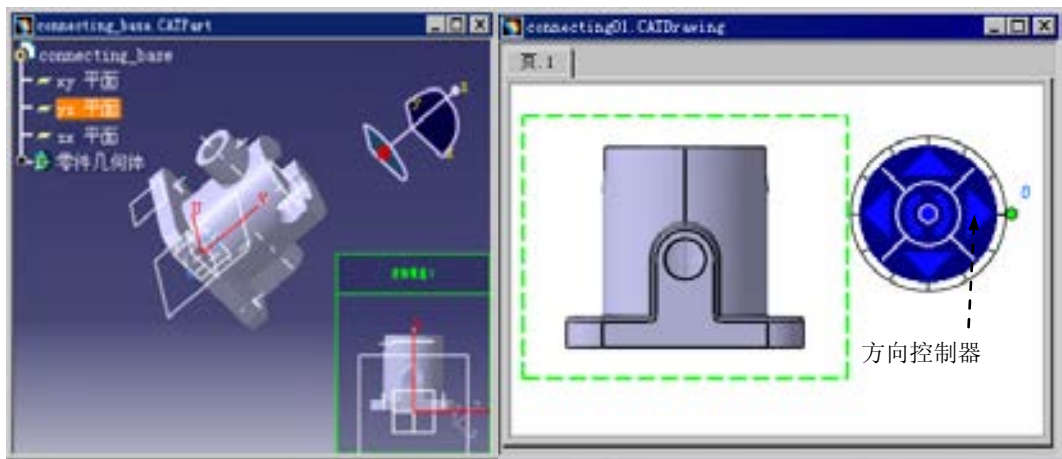 connecting_base.CATPart
connecting_base
xy 平面
yz 平面
zx 平面
零件几何体
connecting01.CATDrawing
页.1
方向控制器